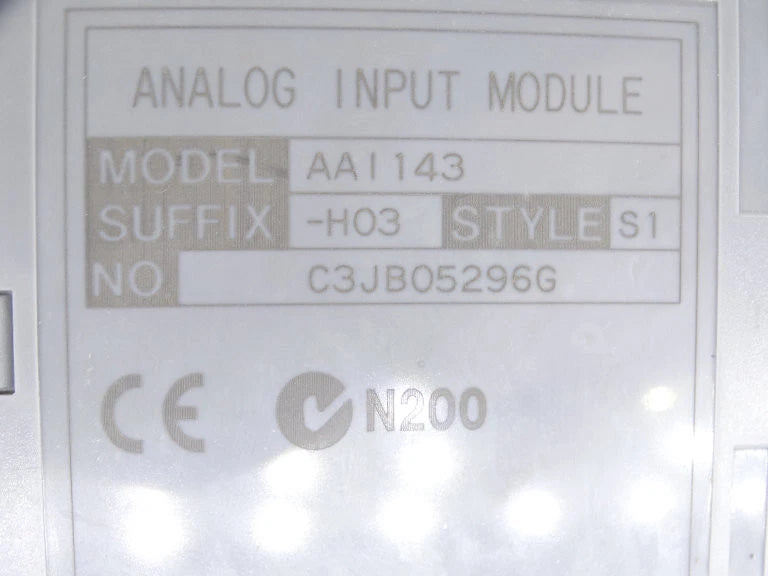 ANALOG INPUT MODULE
MODEL AAI143
SUFFIX -H03 STYLE S1
NO C3JB05296G
CE N200